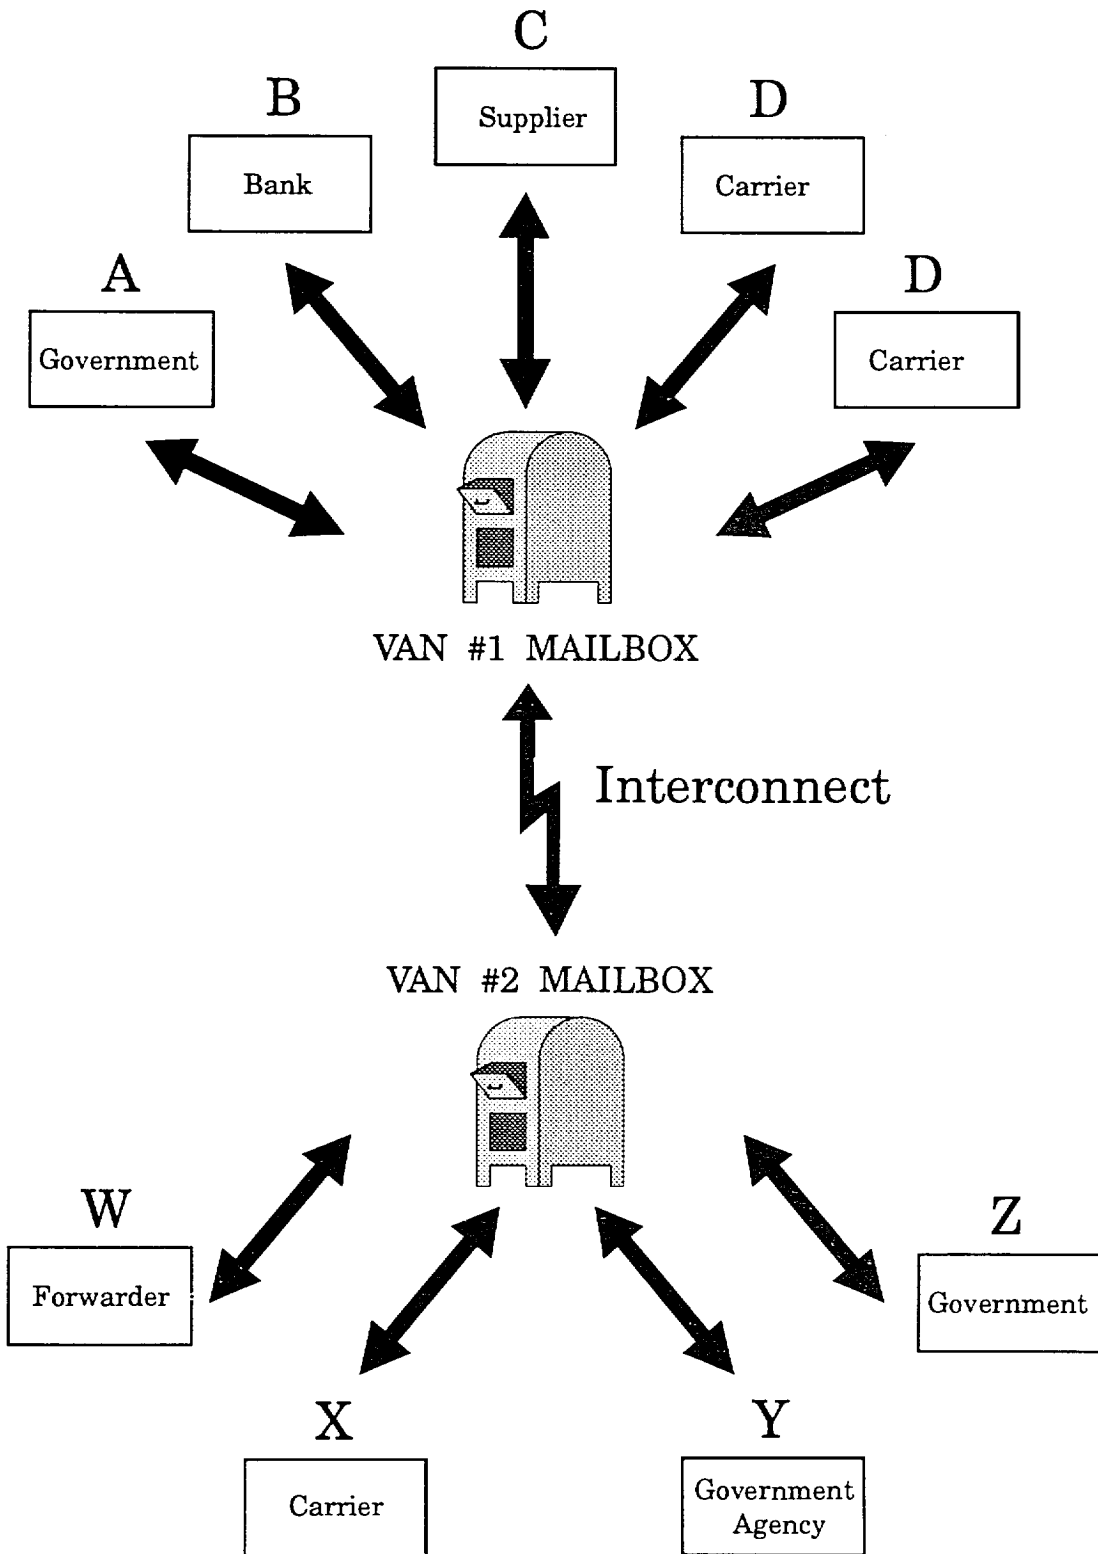 C
Supplier
B
Bank
D
Carrier
A
Government
D
Carrier
VAN #1 MAILBOX
Interconnect
VAN #2 MAILBOX
W
Forwarder
Z
Government
X
Carrier
Y
Government
Agency